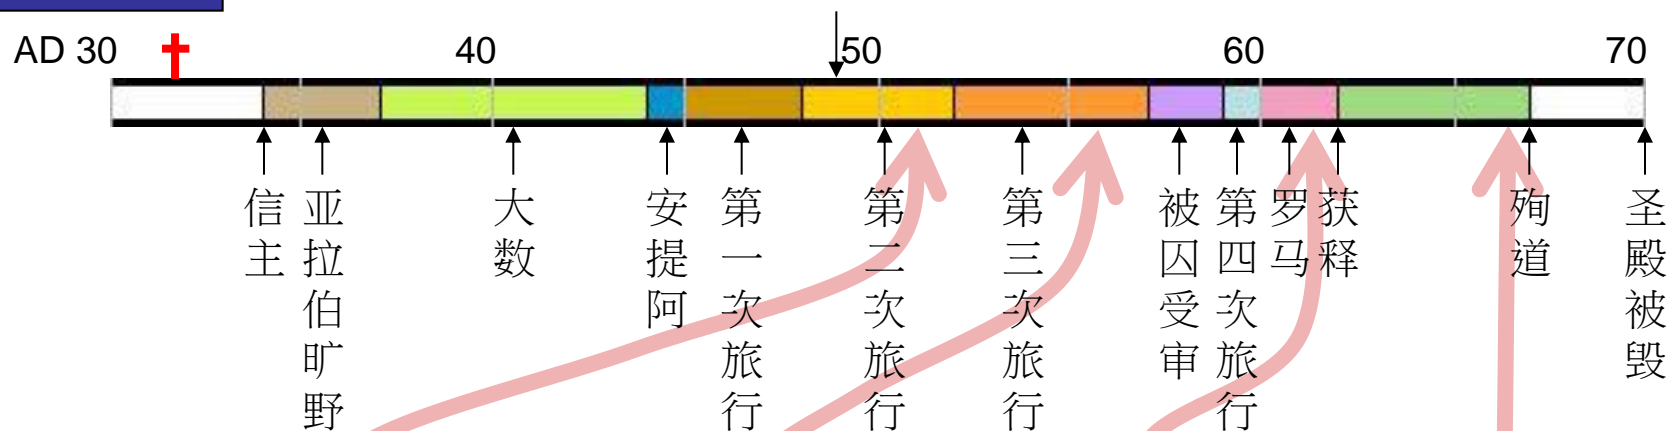 AD 30 40 50 60 70
信主
亚拉伯旷野
大数
安提阿
第一次旅行
第二次旅行
第三次旅行
被囚受审
第四次旅行
罗马
获释
殉道
圣殿被毁